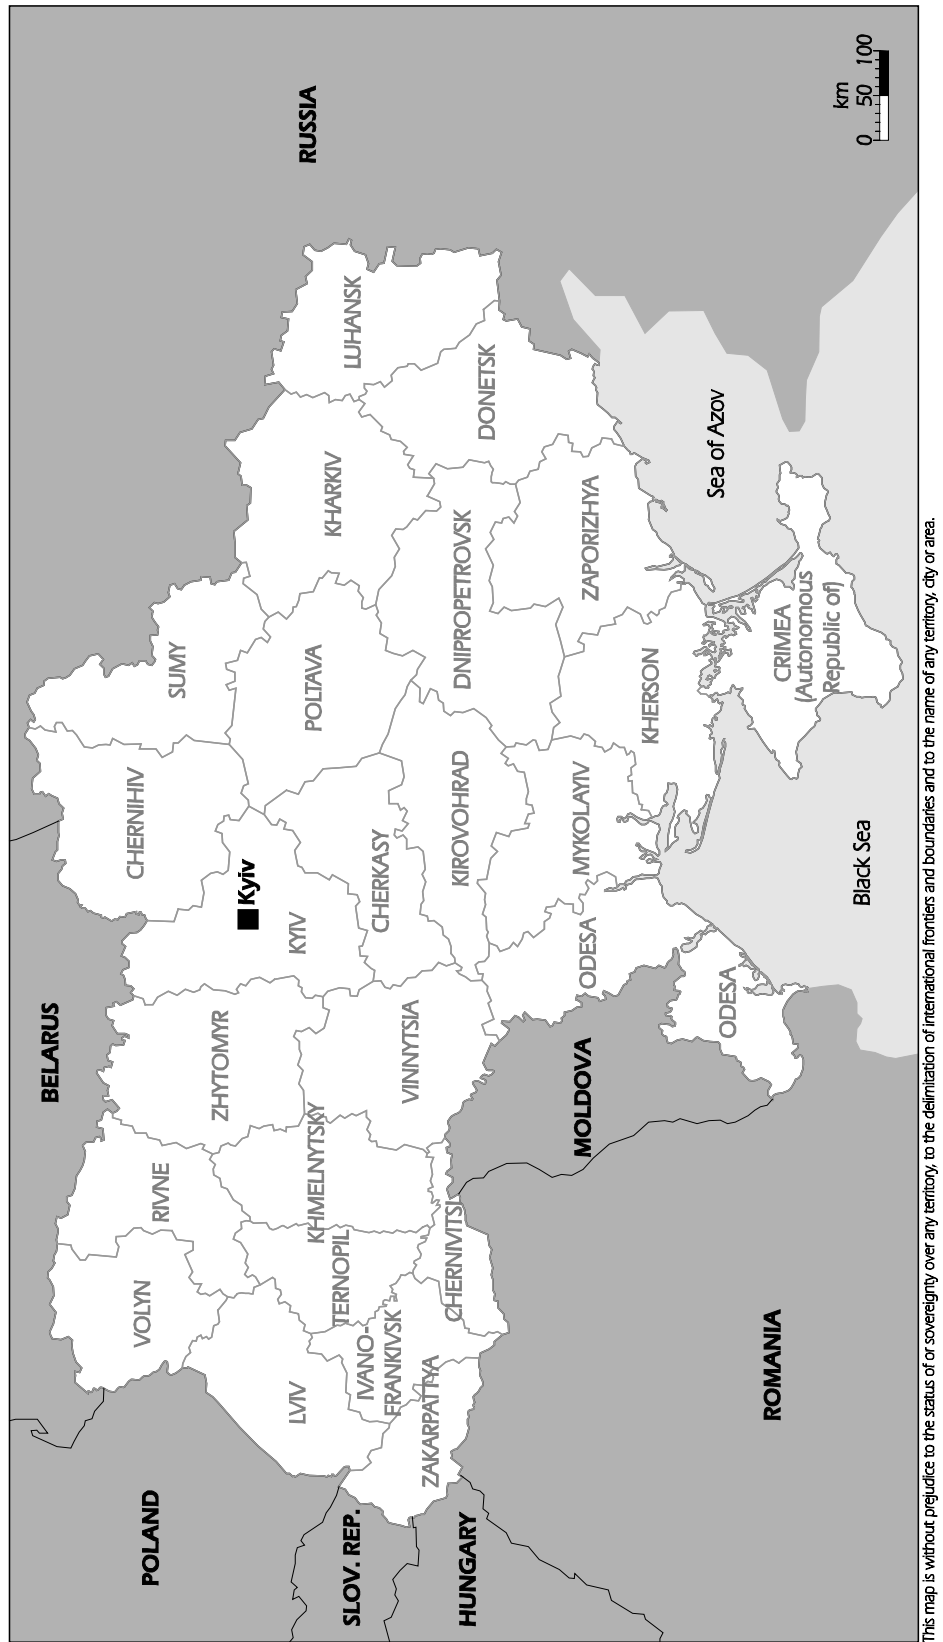 RUSSIA
km
0 50 100
LUHANSK
DONETSK
KHARKIV
Sea of Azov
ZAPORIZHYA
DNIPROPETROVSK
SUMY
POLTAVA
KHERSON
CRIMEA
(Autonomous
Republic of)
CHERNIHIV
KIROVOHRAD
MYKOLAYIV
CHERKASY
Kyiv
KYIV
Black Sea
ODESA
ODESA
BELARUS
ZHYTOMYR
VINNYTSIA
MOLDOVA
RIVNE
KHMELNYTSKY
TERNOPIL
CHERNIVITSI
VOLYN
IVANO-
FRANKIVSK
LVIV
ZAKARPATTYA
ROMANIA
POLAND
SLOV. REP.
HUNGARY
This map is without prejudice to the status of or sovereignty over any territory, to the delimitation of international frontiers and boundaries and to the name of any territory, city or area.